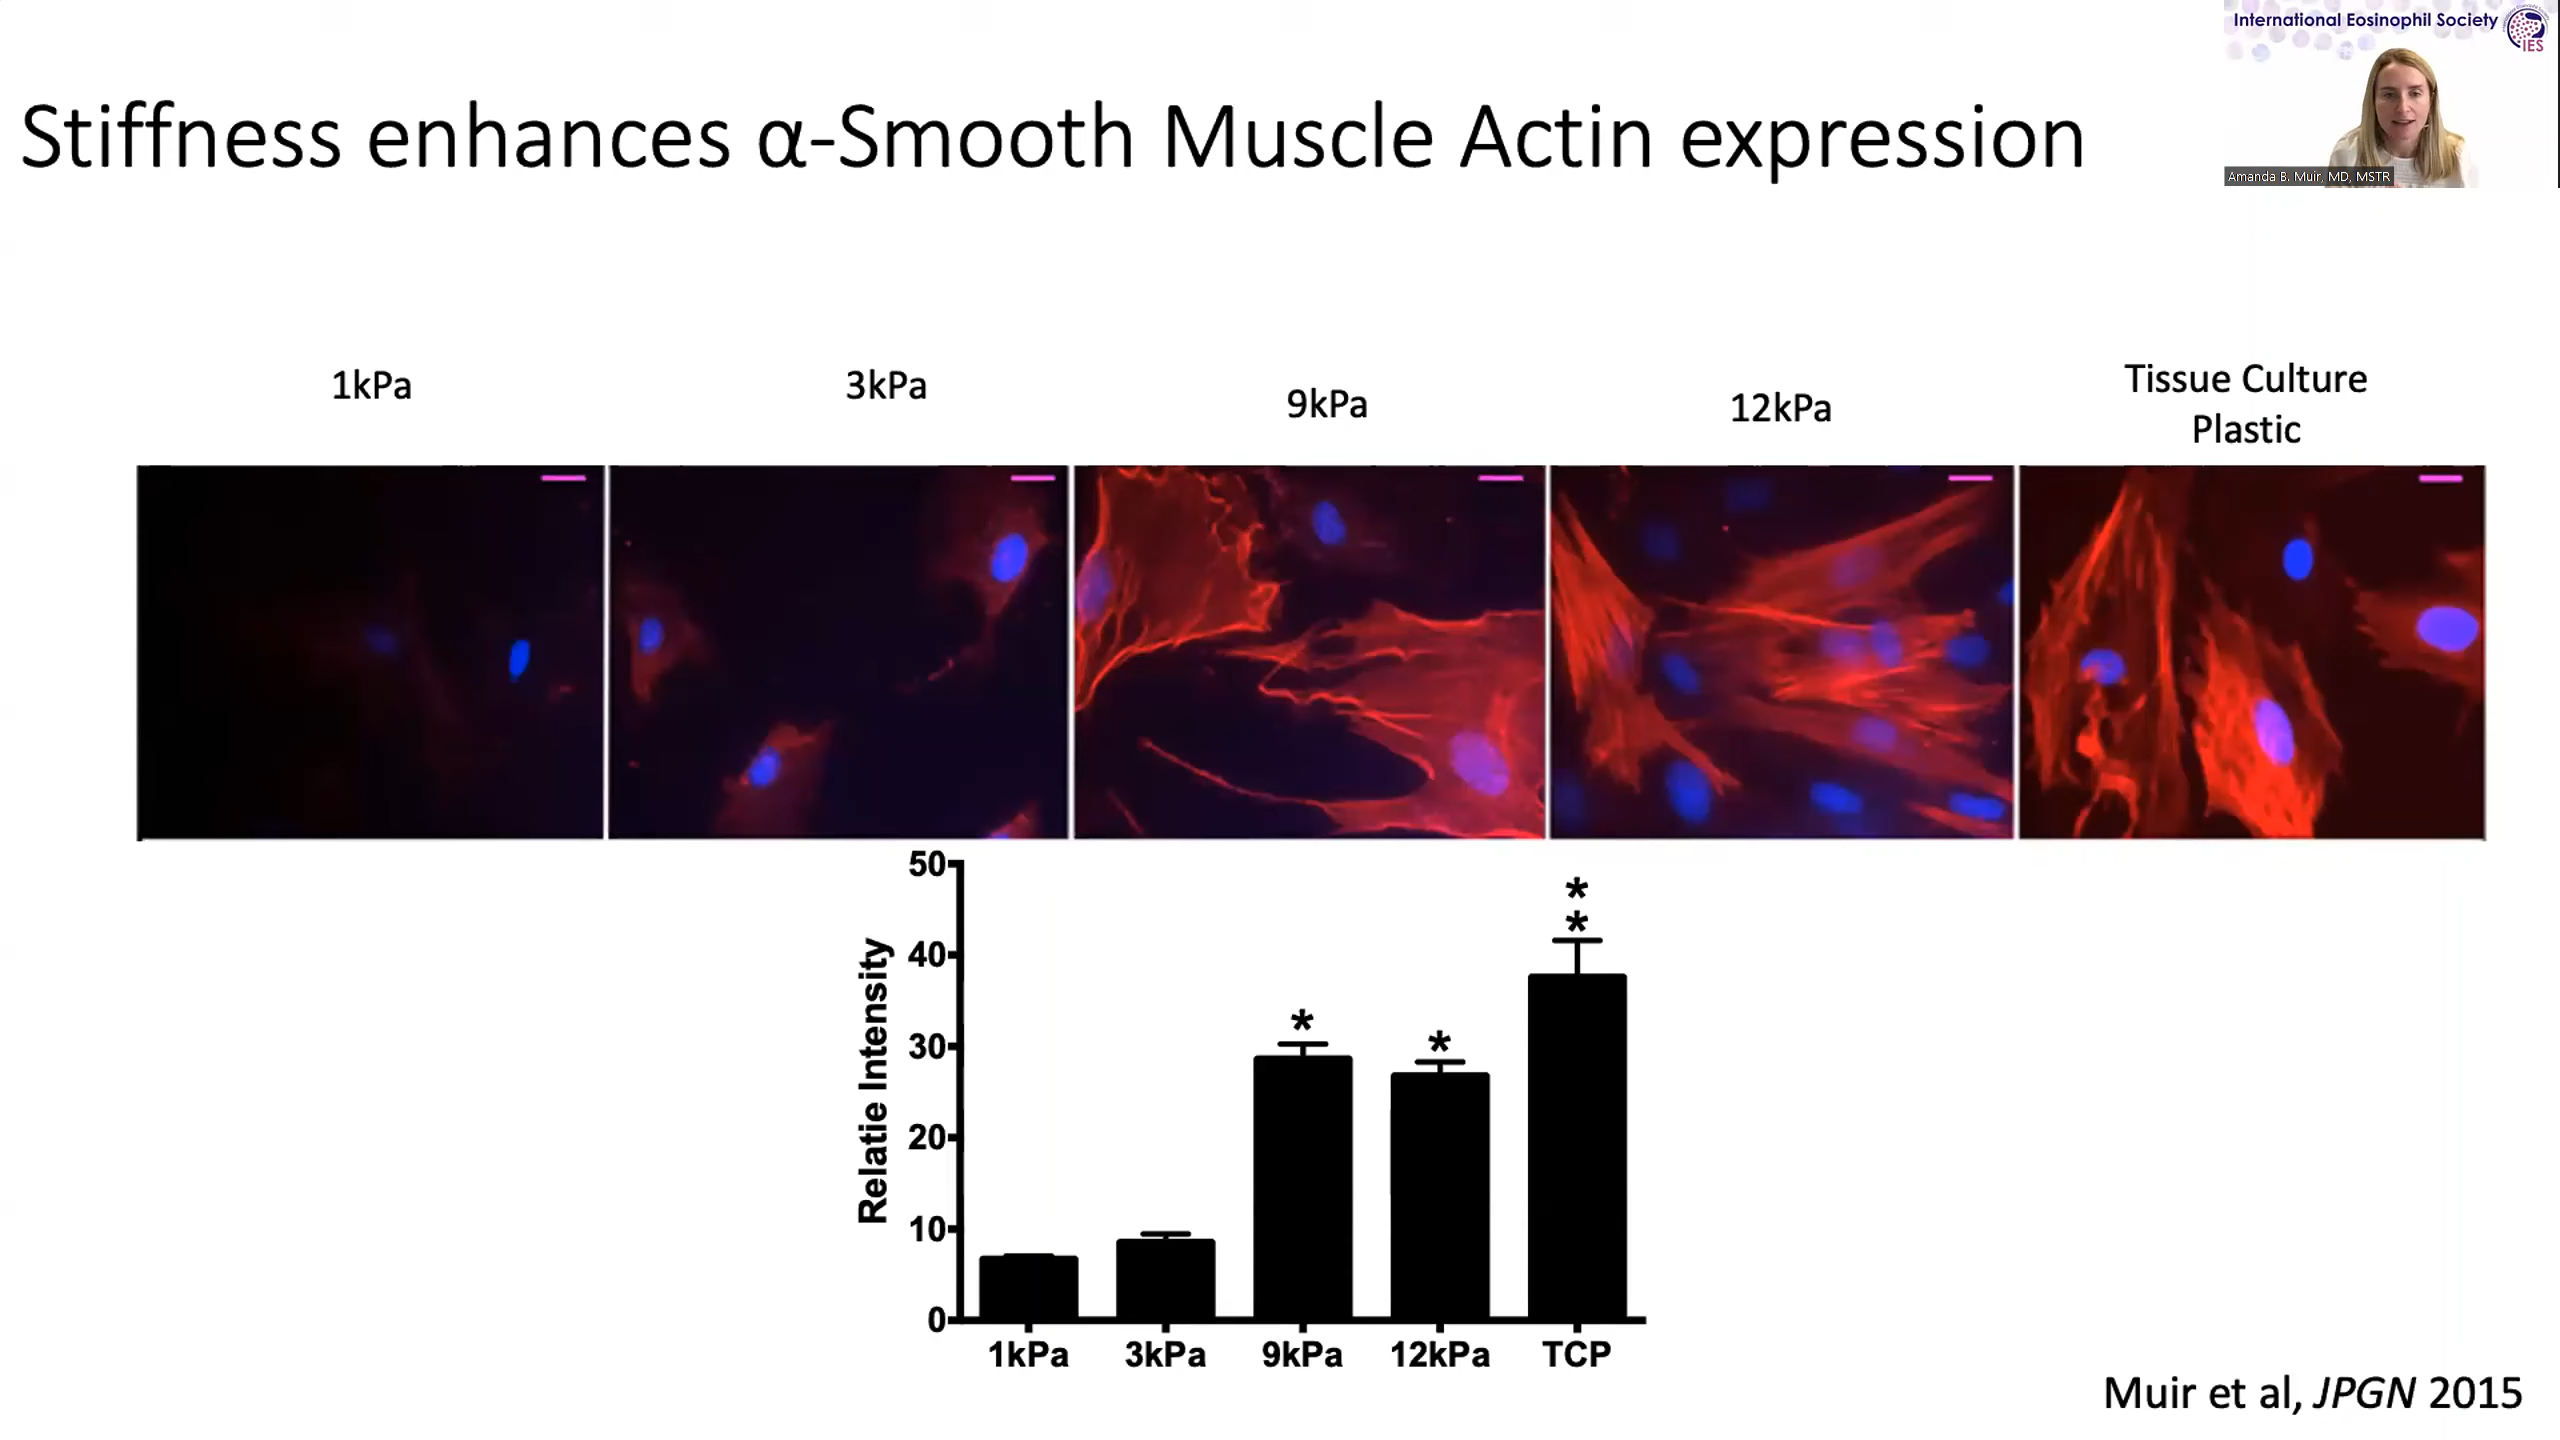 International Eosinophil Society
IES
Amanda B. Muir, MD, MSTR
Stiffness enhances α-Smooth Muscle Actin expression
1kPa
3kPa
9kPa
12kPa
Tissue Culture
Plastic
50
40
30
20
10
0
Relatie Intensity
*
*
*
*
1kPa
3kPa
9kPa
12kPa
TCP
Muir et al, JPGN 2015